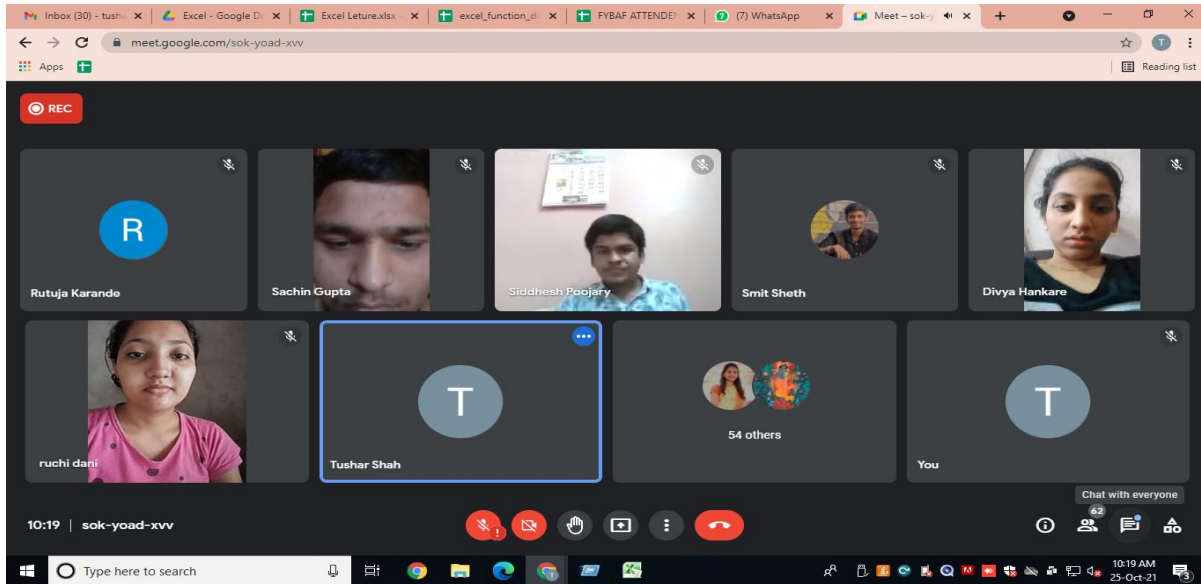 Inbox (30) - tusha
Excel - Google Dr
Excel Leture.xlsx -
excel_function_di
FYBAF ATTENDEN
(7) WhatsApp
Meet – sok-y
meet.google.com/sok-yoad-xvv
T
Apps
Reading list
REC
R
Rutuja Karande
Sachin Gupta
Siddhesh Poojary
Smit Sheth
Divya Hankare
ruchi dani
T
Tushar Shah
54 others
T
You
Chat with everyone
10:19 | sok-yoad-xvv
62
Type here to search
10:19 AM
25-Oct-21